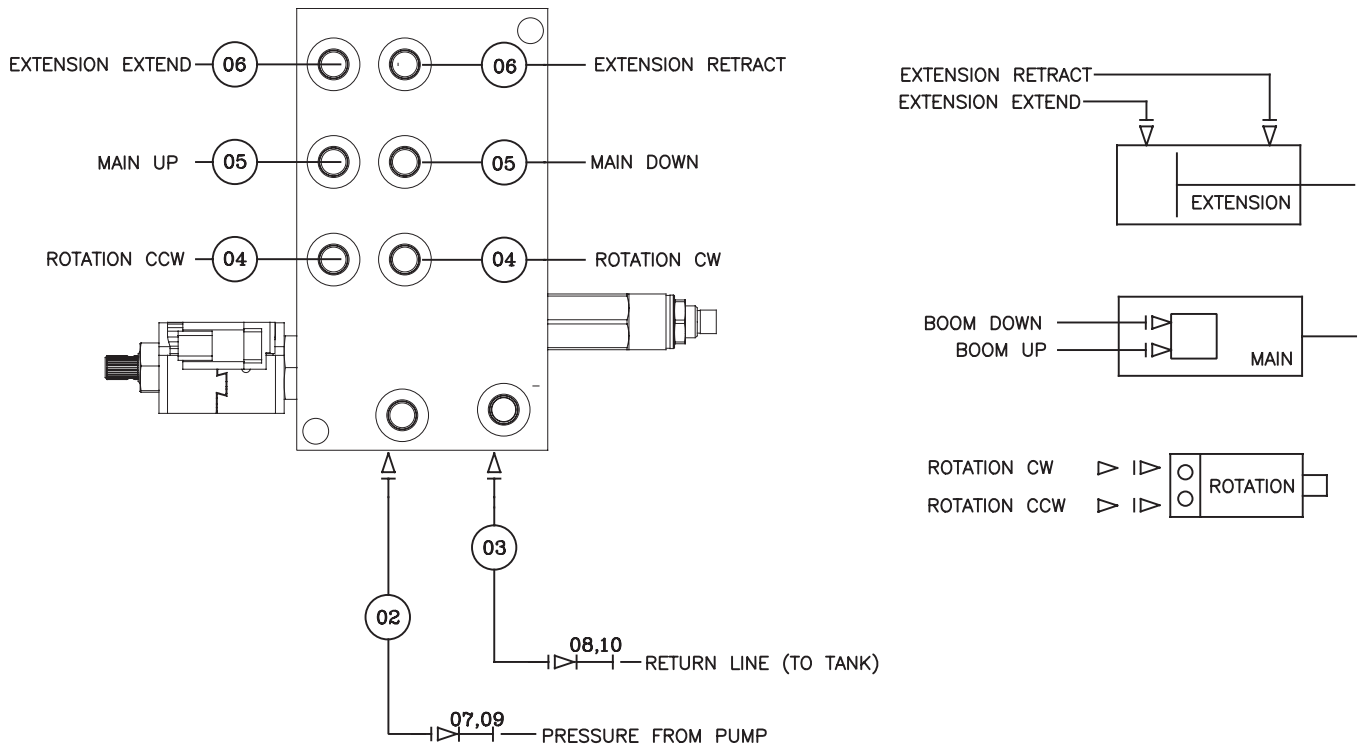 EXTENSION EXTEND 06 06 EXTENSION RETRACT
MAIN UP 05 05 MAIN DOWN
ROTATION CCW 04 04 ROTATION CW
03
02
08,10
RETURN LINE (TO TANK)
07,09
PRESSURE FROM PUMP
EXTENSION RETRACT
EXTENSION EXTEND
EXTENSION
BOOM DOWN
BOOM UP
MAIN
ROTATION CW
ROTATION CCW
ROTATION